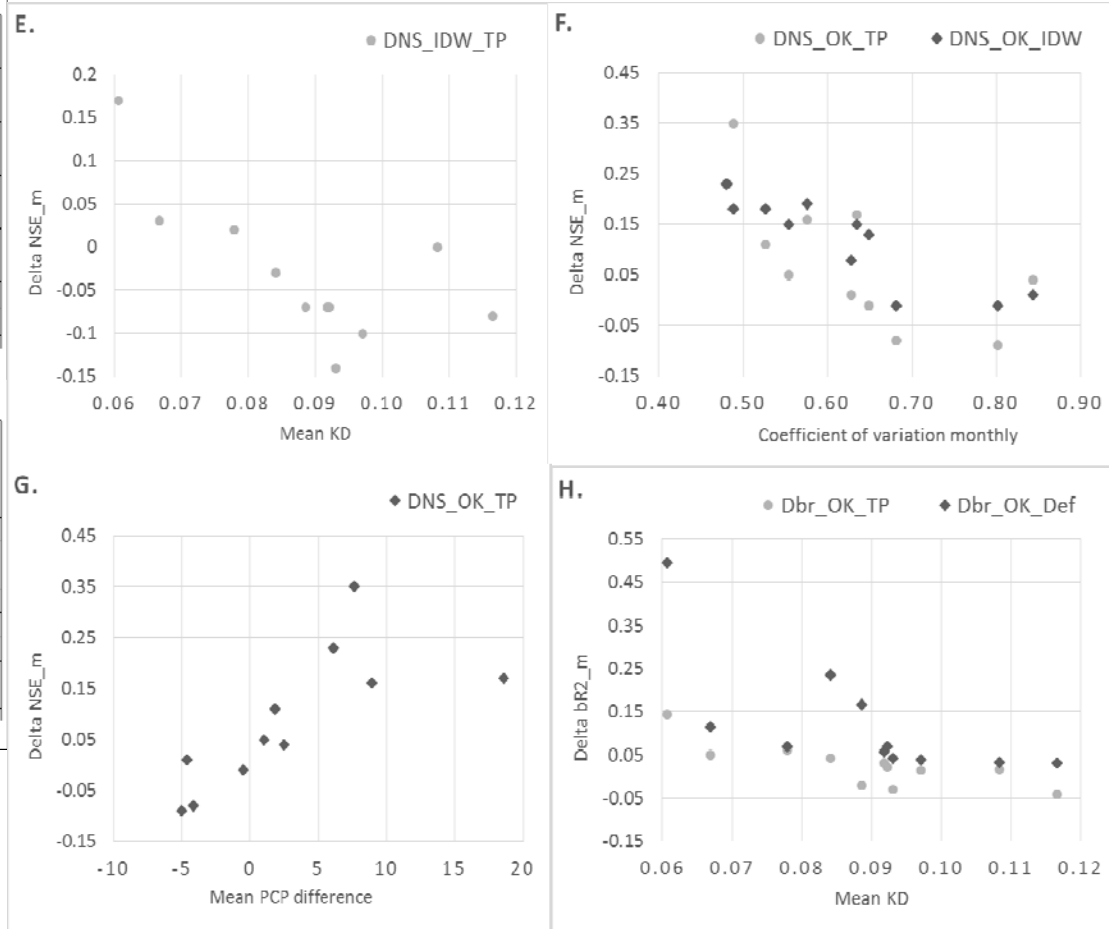 E.
DNS_IDW_TP
0.2
0.15
0.1
0.05
0
-0.05
-0.1
-0.15
Delta NSE_m
0.06 0.07 0.08 0.09 0.10 0.11 0.12
Mean KD
F.
DNS_OK_TP DNS_OK_IDW
0.45
0.35
0.25
0.15
0.05
-0.05
-0.15
Delta NSE_m
0.40 0.50 0.60 0.70 0.80 0.90
Coefficient of variation monthly
G.
DNS_OK_TP
0.45
0.35
0.25
0.15
0.05
-0.05
-0.15
Delta NSE_m
-10 -5 0 5 10 15 20
Mean PCP difference
H.
Dbr_OK_TP Dbr_OK_Def
0.55
0.45
0.35
0.25
0.15
0.05
-0.05
-0.15
Delta bR2_m
0.06 0.07 0.08 0.09 0.10 0.11 0.12
Mean KD